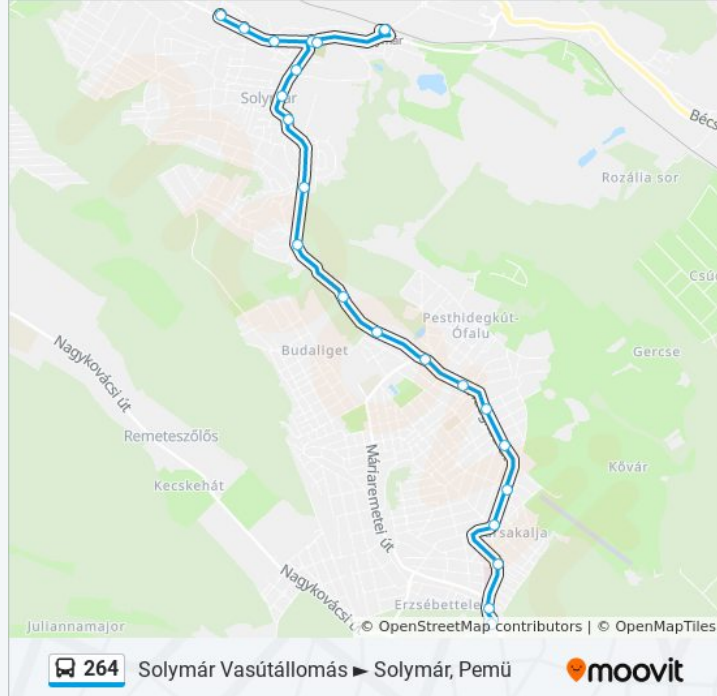 Bécs
Solymár
Rozália sor
Csúc
Pesthidegkút-
Ófalu
Budaliget
Gercse
Nagykovácsi út
Remeteszőlős
Máriaremetei út
Kővár
Kecskehát
rsakalja
Nagykovácsi út
Erzsébettele
Juliannamajor
© OpenStreetMap contributors | © OpenMapTiles
264 Solymár Vasútállomás ► Solymár, Pemü
moovit